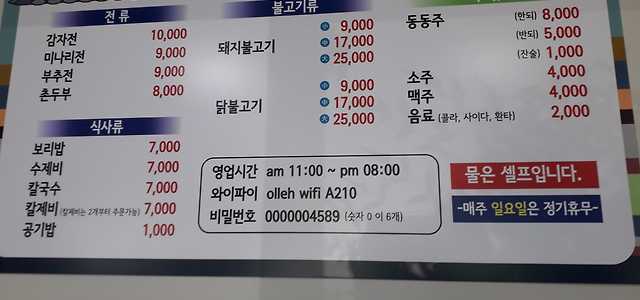 전 류
감자전 10,000
미나리전 9,000
부추전 9,000
촌두부 8,000
식사류
보리밥 7,000
수제비 7,000
칼국수 7,000
칼제비 (칼제비는 2개부터 주문가능) 7,000
공기밥 1,000
불고기류
돼지불고기
小 9,000
中 17,000
大 25,000
닭불고기
小 9,000
中 17,000
大 25,000
동동주 (한되) 8,000
(반되) 5,000
(잔술) 1,000
소주 4,000
맥주 4,000
음료 (콜라, 사이다, 환타) 2,000
영업시간 am 11:00 ~ pm 08:00
와이파이 olleh wifi A210
비밀번호 0000004589 (숫자 0 이 6개)
물은 셀프입니다.
-매주 일요일은 정기휴무-